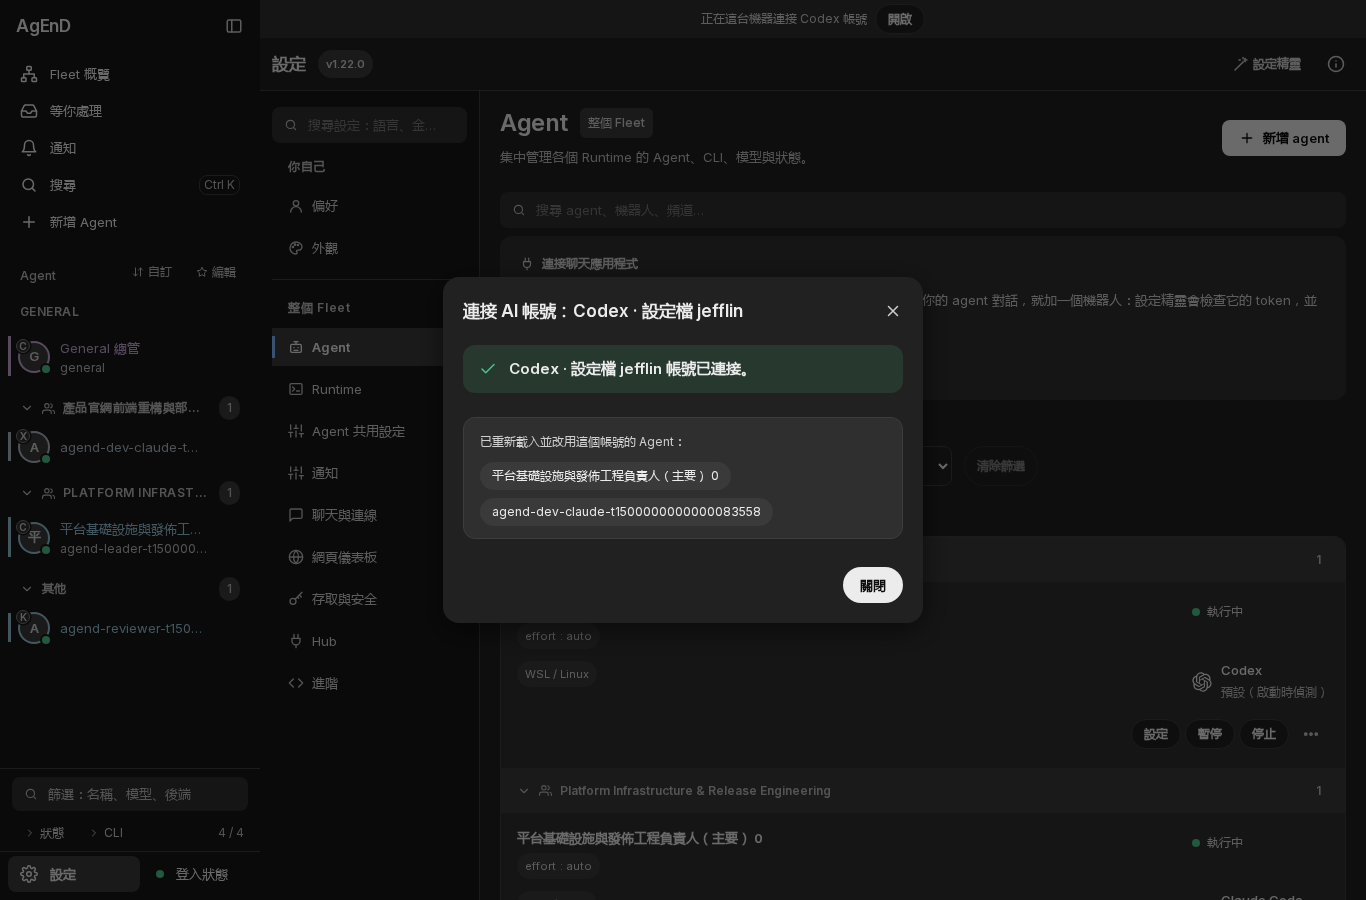 AgEnD
Fleet 概覽
等你處理
通知
搜尋
Ctrl K
新增 Agent
Agent
自訂
編輯
GENERAL
C
G
General 總管
general
產品官網前端重構與部…
1
X
A
agend-dev-claude-t…
PLATFORM INFRAST…
1
C
平
平台基礎設施與發佈工…
agend-leader-t150000…
其他
1
K
A
agend-reviewer-t150…
篩選：名稱、模型、後端
狀態
CLI
4 / 4
設定
登入狀態
正在這台機器連接 Codex 帳號
開啟
設定
v1.22.0
設定精靈
搜尋設定：語言、金…
你自己
偏好
外觀
整個 Fleet
Agent
Runtime
Agent 共用設定
通知
聊天與連線
網頁儀表板
存取與安全
Hub
進階
Agent
整個 Fleet
集中管理各個 Runtime 的 Agent、CLI、模型與狀態。
新增 agent
搜尋 agent、機器人、頻道…
連接聊天應用程式
你的 agent 對話，就加一個機器人：設定精靈會檢查它的 token，並
清除篩選
連接 AI 帳號：Codex · 設定檔 jefflin
Codex · 設定檔 jefflin 帳號已連接。
已重新載入並改用這個帳號的 Agent：
平台基礎設施與發佈工程負責人（主要）0
agend-dev-claude-t1500000000000083558
關閉
1
執行中
effort：auto
WSL / Linux
Codex
預設（啟動時偵測）
設定
暫停
停止
Platform Infrastructure & Release Engineering
1
平台基礎設施與發佈工程負責人（主要）0
執行中
effort：auto
Claude Code